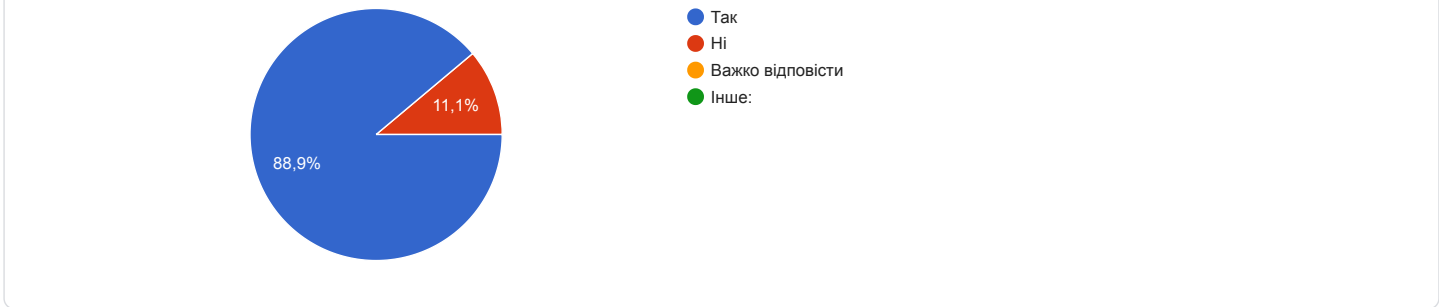 Так
Ні
Важко відповісти
Інше:
11,1%
88,9%